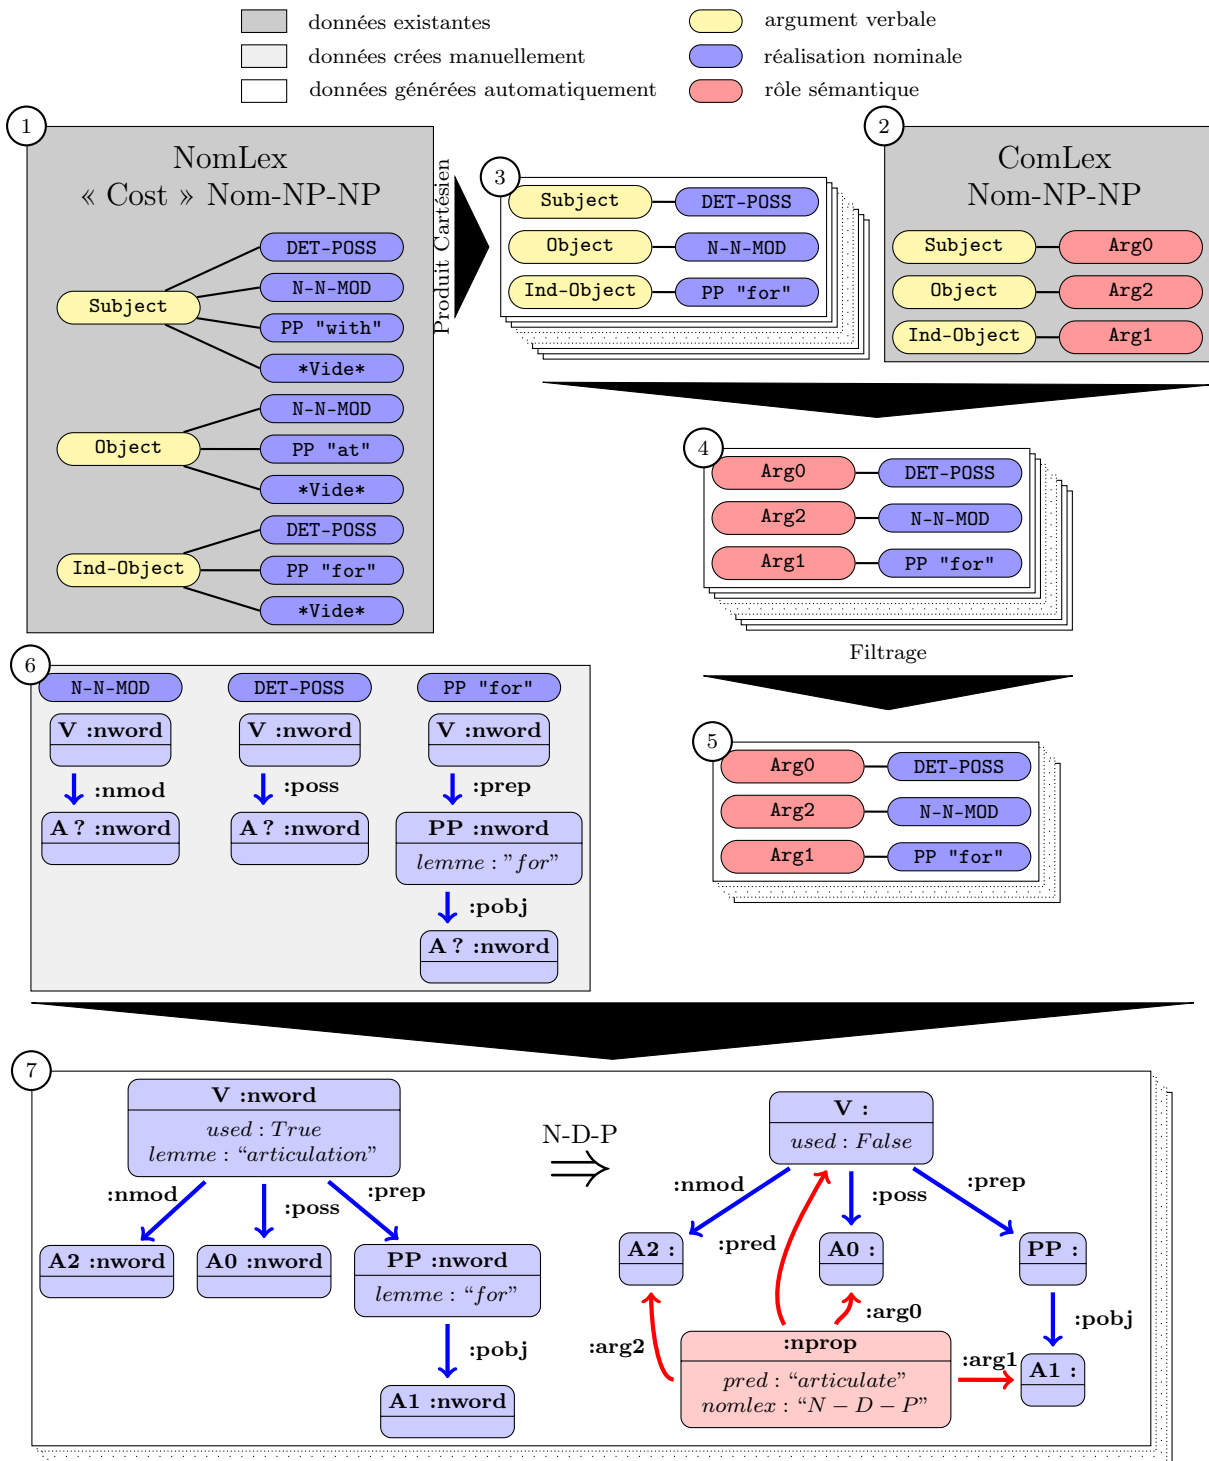 données existantes
données crées manuellement
données générées automatiquement
argument verbale
réalisation nominale
rôle sémantique
1
NomLex
« Cost » Nom-NP-NP
Subject
DET-POSS
N-N-MOD
PP "with"
*Vide*
Object
N-N-MOD
PP "at"
*Vide*
Ind-Object
DET-POSS
PP "for"
*Vide*
Produit Cartésien
3
Subject
DET-POSS
Object
N-N-MOD
Ind-Object
PP "for"
2
ComLex
Nom-NP-NP
Subject
Arg0
Object
Arg2
Ind-Object
Arg1
4
Arg0
DET-POSS
Arg2
N-N-MOD
Arg1
PP "for"
Filtrage
5
Arg0
DET-POSS
Arg2
N-N-MOD
Arg1
PP "for"
6
N-N-MOD
V :nword
:nmod
A ? :nword
DET-POSS
V :nword
:poss
A ? :nword
PP "for"
V :nword
:prep
PP :nword
lemme : ”for”
:pobj
A ? :nword
7
V :nword
used : True
lemme : “articulation”
:nmod
:poss
:prep
A2 :nword
A0 :nword
PP :nword
lemme : “for”
:pobj
A1 :nword
N-D-P
⇒
V :
used : False
:nmod
:poss
:prep
:pred
A2 :
A0 :
PP :
:arg2
:arg0
:arg1
:pobj
:nprop
pred : “articulate”
nomlex : “N − D − P”
A1 :